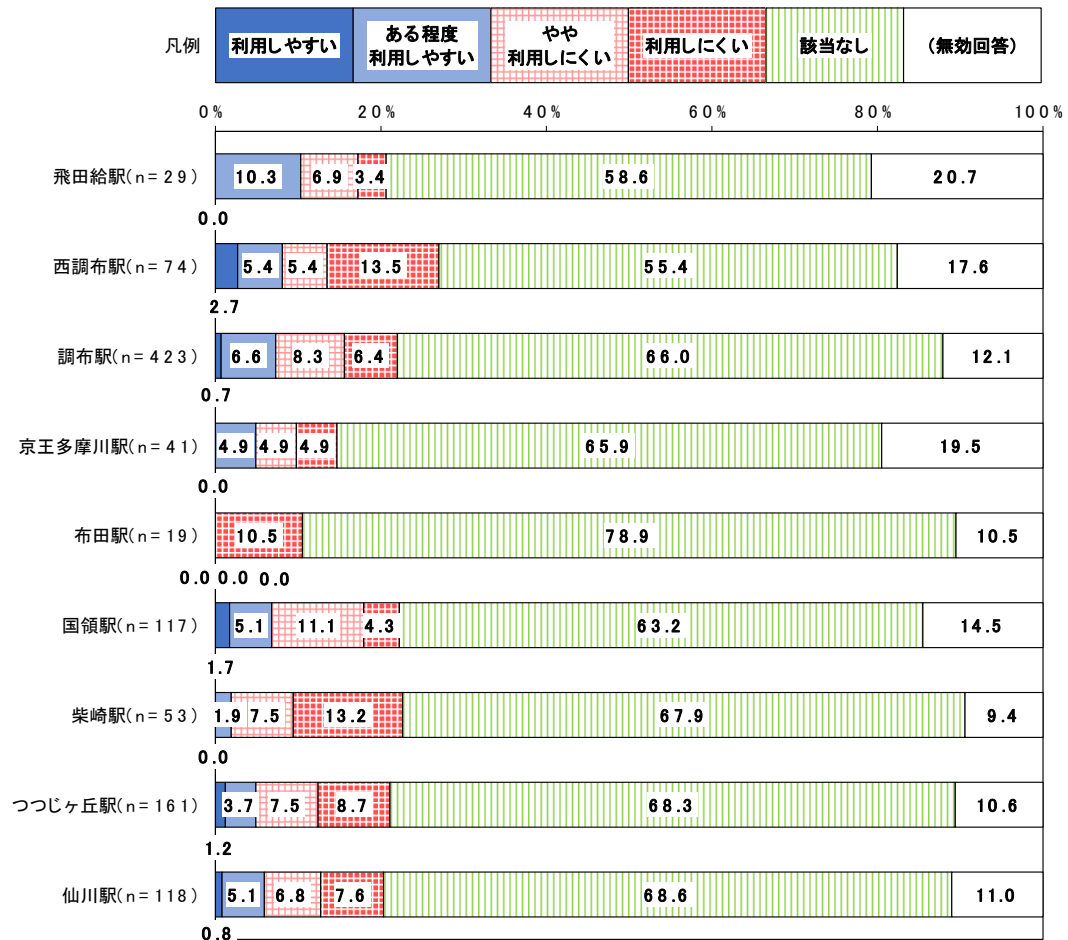 凡例
利用しやすい
ある程度
利用しやすい
やや
利用しにくい
利用しにくい
該当なし
（無効回答）
0% 20% 40% 60% 80% 100%
飛田給駅(n=29) 10.3 6.9 3.4 58.6 20.7
0.0
西調布駅(n=74) 5.4 5.4 13.5 55.4 17.6
2.7
調布駅(n=423) 6.6 8.3 6.4 66.0 12.1
0.7
京王多摩川駅(n=41) 4.9 4.9 4.9 65.9 19.5
0.0
布田駅(n=19) 10.5 78.9 10.5
0.0 0.0 0.0
国領駅(n=117) 5.1 11.1 4.3 63.2 14.5
1.7
柴崎駅(n=53) 1.9 7.5 13.2 67.9 9.4
0.0
つつじヶ丘駅(n=161) 3.7 7.5 8.7 68.3 10.6
1.2
仙川駅(n=118) 5.1 6.8 7.6 68.6 11.0
0.8